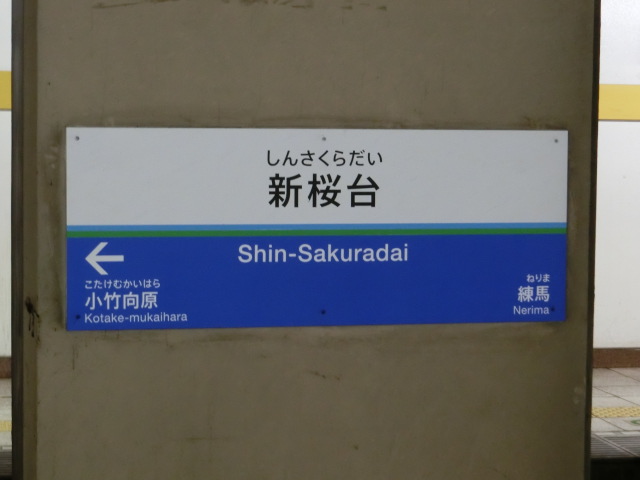 しんさくらだい
新桜台
Shin-Sakuradai
こたけむかいはら
小竹向原
Kotake-mukaihara
ねりま
練馬
Nerima